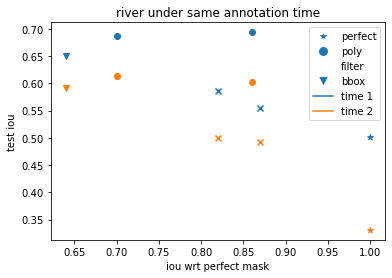 river under same annotation time
perfect
poly
filter
bbox
time 1
time 2
test iou
0.70
0.65
0.60
0.55
0.50
0.45
0.40
0.35
0.65 0.70 0.75 0.80 0.85 0.90 0.95 1.00
iou wrt perfect mask